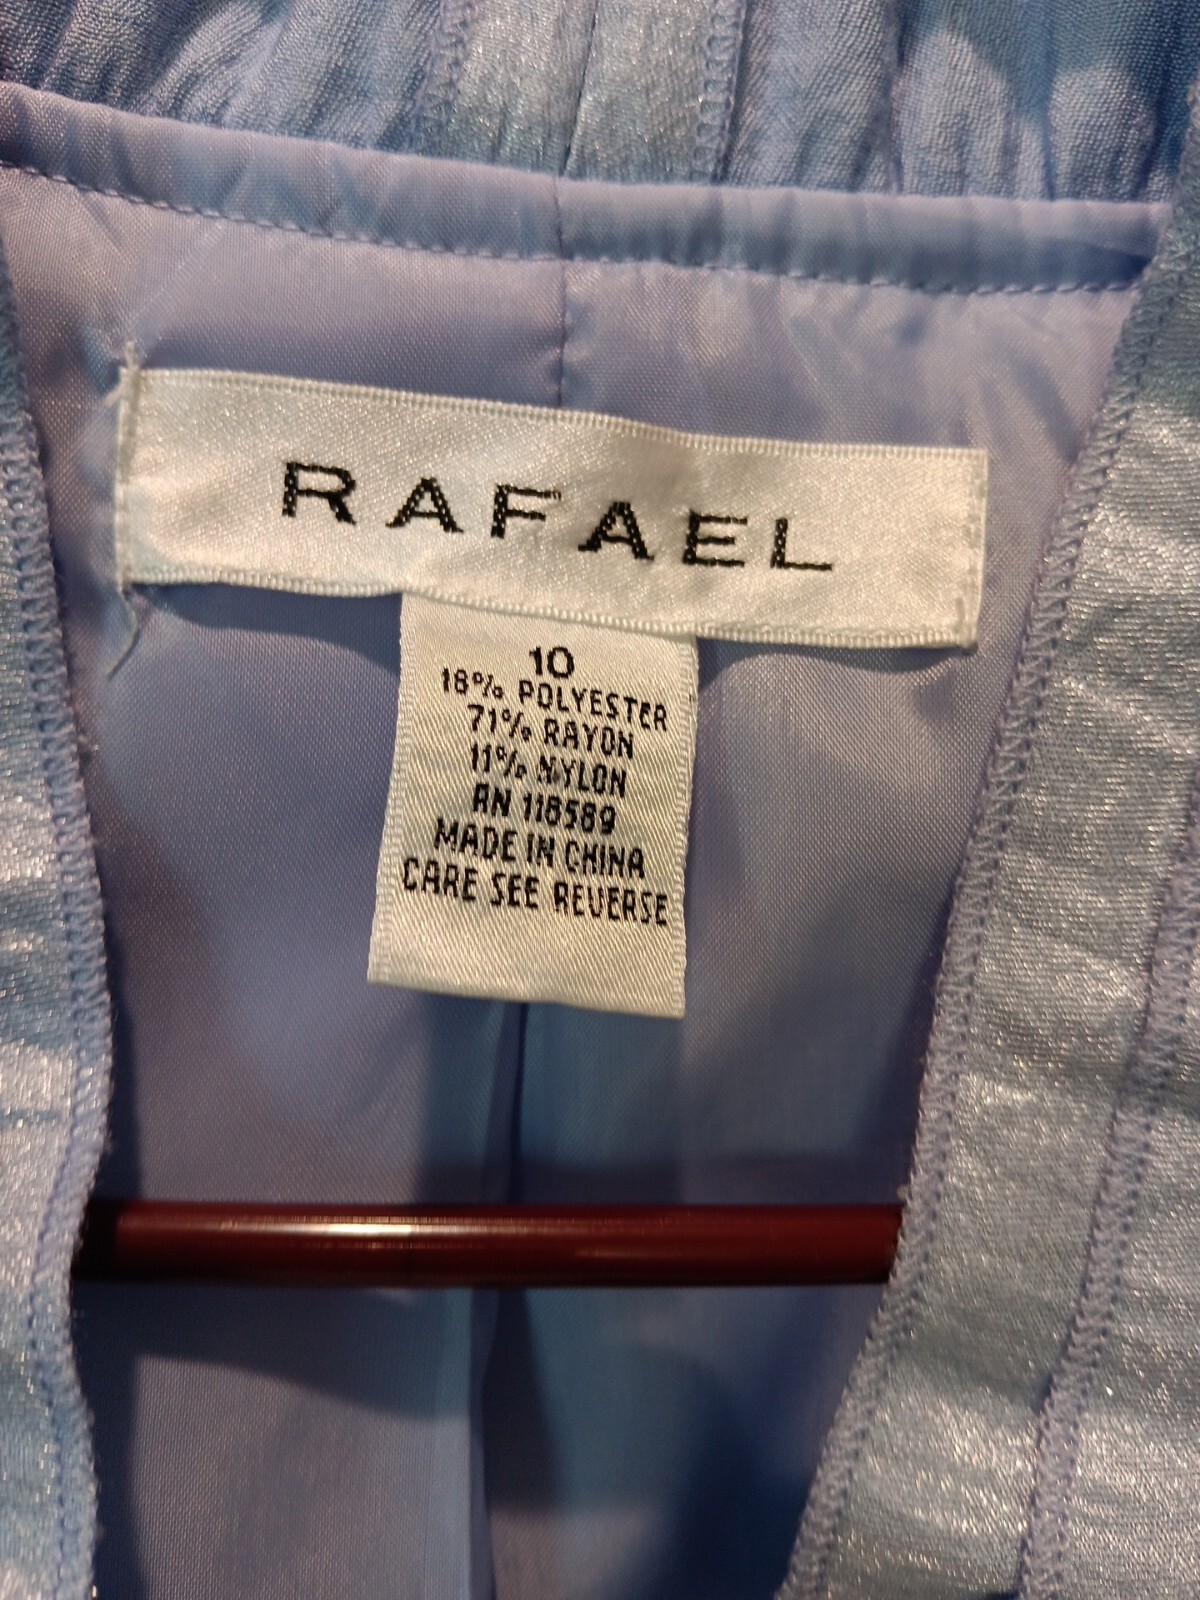 RAFAEL
10
18% POLYESTER
71% RAYON
11% NYLON
RN 118589
MADE IN CHINA
CARE SEE REVERSE